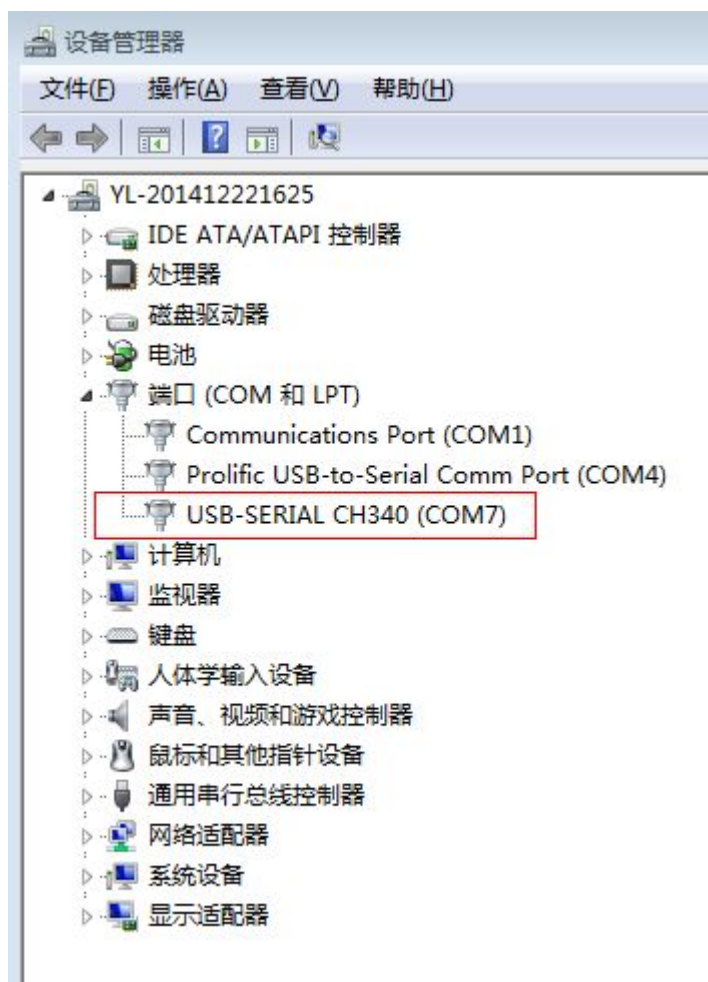 设备管理器
文件(F) 操作(A) 查看(V) 帮助(H)
YL-201412221625
IDE ATA/ATAPI 控制器
处理器
磁盘驱动器
电池
端口 (COM 和 LPT)
Communications Port (COM1)
Prolific USB-to-Serial Comm Port (COM4)
USB-SERIAL CH340 (COM7)
计算机
监视器
键盘
人体学输入设备
声音、视频和游戏控制器
鼠标和其他指针设备
通用串行总线控制器
网络适配器
系统设备
显示适配器